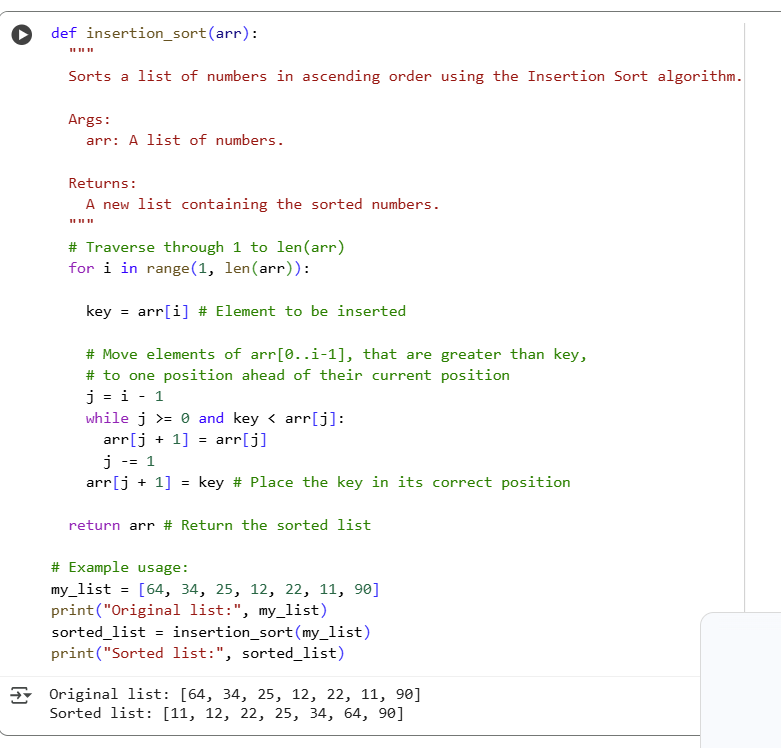 def insertion_sort(arr):
  """
  Sorts a list of numbers in ascending order using the Insertion Sort algorithm.

  Args:
    arr: A list of numbers.

  Returns:
    A new list containing the sorted numbers.
  """
  # Traverse through 1 to len(arr)
  for i in range(1, len(arr)):

    key = arr[i] # Element to be inserted

    # Move elements of arr[0..i-1], that are greater than key,
    # to one position ahead of their current position
    j = i - 1
    while j >= 0 and key < arr[j]:
      arr[j + 1] = arr[j]
      j -= 1
    arr[j + 1] = key # Place the key in its correct position

  return arr # Return the sorted list

# Example usage:
my_list = [64, 34, 25, 12, 22, 11, 90]
print("Original list:", my_list)
sorted_list = insertion_sort(my_list)
print("Sorted list:", sorted_list)

Original list: [64, 34, 25, 12, 22, 11, 90]
Sorted list: [11, 12, 22, 25, 34, 64, 90]